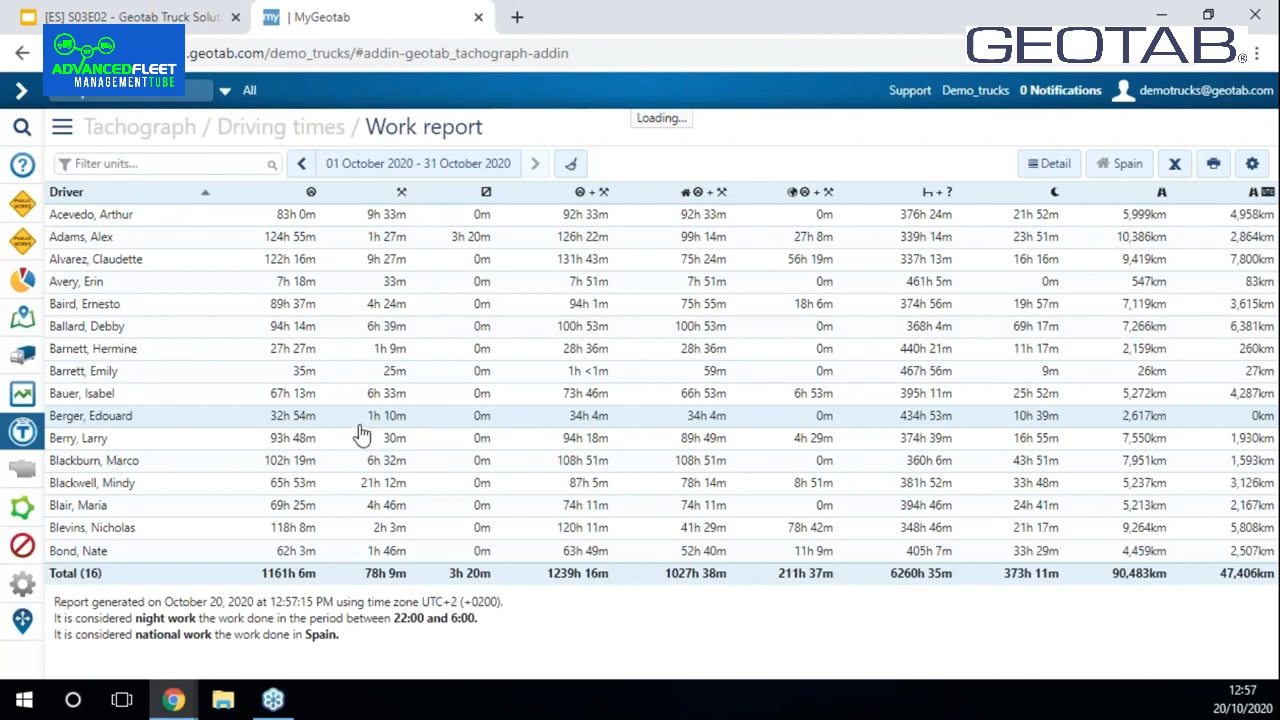 [ES] S03E02 - Geotab Truck Solut
my | MyGeotab
.geotab.com/demo_trucks/#addin-geotab_tachograph-addin
GEOTAB®
ADVANCEDFLEET
MANAGEMENTTUBE
All
Support Demo_trucks 0 Notifications demotrucks@geotab.com
Tachograph / Driving times / Work report
Loading...
Filter units... 01 October 2020 - 31 October 2020 Detail Spain X
Driver + + + + ? UTC
Acevedo, Arthur 83h 0m 9h 33m 0m 92h 33m 92h 33m 0m 376h 24m 21h 52m 5,999km 4,958km
Adams, Alex 124h 55m 1h 27m 3h 20m 126h 22m 99h 14m 27h 8m 339h 14m 23h 51m 10,386km 2,864km
Alvarez, Claudette 122h 16m 9h 27m 0m 131h 43m 75h 24m 56h 19m 337h 13m 16h 16m 9,419km 7,800km
Avery, Erin 7h 18m 33m 0m 7h 51m 7h 51m 0m 461h 5m 0m 547km 83km
Baird, Ernesto 89h 37m 4h 24m 0m 94h 1m 75h 55m 18h 6m 374h 56m 19h 57m 7,119km 3,615km
Ballard, Debby 94h 14m 6h 39m 0m 100h 53m 100h 53m 0m 368h 4m 69h 17m 7,266km 6,381km
Barnett, Hermine 27h 27m 1h 9m 0m 28h 36m 28h 36m 0m 440h 21m 11h 17m 2,159km 260km
Barrett, Emily 35m 25m 0m 1h <1m 59m 0m 467h 56m 9m 26km 27km
Bauer, Isabel 67h 13m 6h 33m 0m 73h 46m 66h 53m 6h 53m 395h 11m 25h 52m 5,272km 4,287km
Berger, Edouard 32h 54m 1h 10m 0m 34h 4m 34h 4m 0m 434h 53m 10h 39m 2,617km 0km
Berry, Larry 93h 48m 30m 0m 94h 18m 89h 49m 4h 29m 374h 39m 16h 55m 7,550km 1,930km
Blackburn, Marco 102h 19m 6h 32m 0m 108h 51m 108h 51m 0m 360h 6m 43h 51m 7,951km 1,593km
Blackwell, Mindy 65h 53m 21h 12m 0m 87h 5m 78h 14m 8h 51m 381h 52m 33h 48m 5,237km 3,126km
Blair, Maria 69h 25m 4h 46m 0m 74h 11m 74h 11m 0m 394h 46m 24h 41m 5,213km 2,167km
Blevins, Nicholas 118h 8m 2h 3m 0m 120h 11m 41h 29m 78h 42m 348h 46m 21h 17m 9,264km 5,808km
Bond, Nate 62h 3m 1h 46m 0m 63h 49m 52h 40m 11h 9m 405h 7m 33h 29m 4,459km 2,507km
Total (16) 1161h 6m 78h 9m 3h 20m 1239h 16m 1027h 38m 211h 37m 6260h 35m 373h 11m 90,483km 47,406km
Report generated on October 20, 2020 at 12:57:15 PM using time zone UTC+2 (+0200).
It is considered night work the work done in the period between 22:00 and 6:00.
It is considered national work the work done in Spain.
12:57
20/10/2020